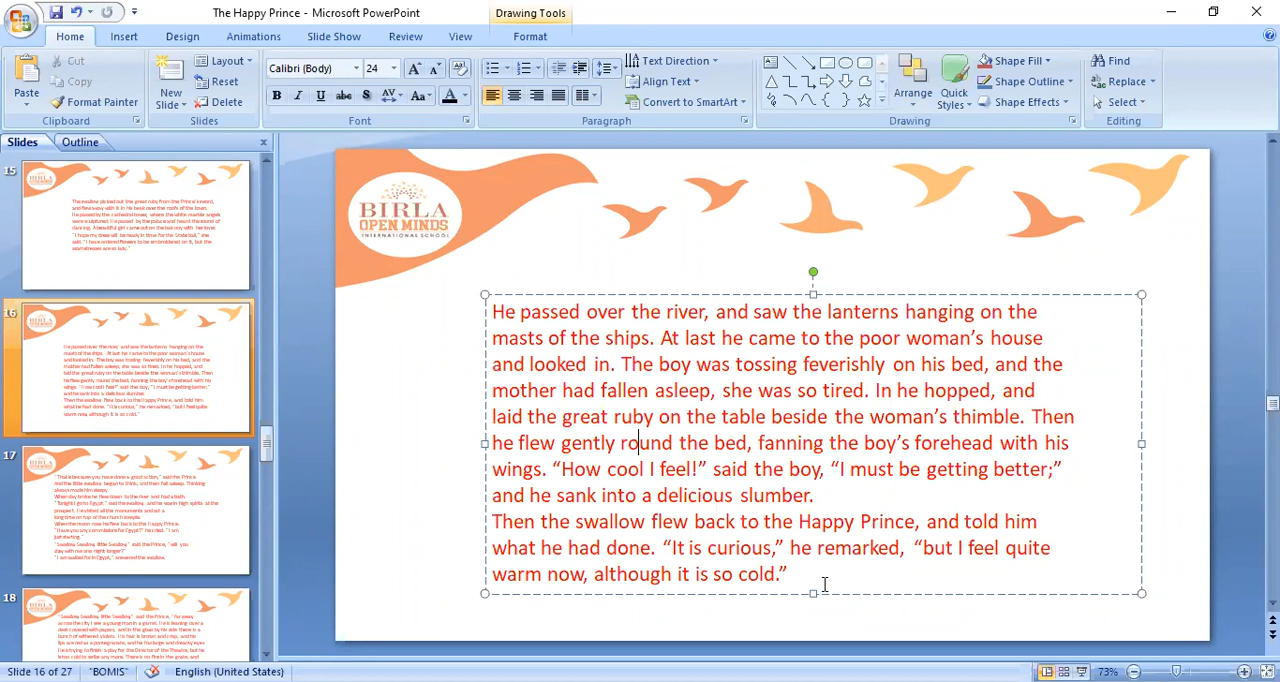 The Happy Prince - Microsoft PowerPoint
Drawing Tools
Home Insert Design Animations Slide Show Review View Format
Paste
Cut
Copy
Format Painter
Clipboard
New Slide
Layout
Reset
Delete
Slides
Calibri (Body) 24
B I U abc S AV Aa A
Font
Text Direction
Align Text
Convert to SmartArt
Paragraph
Arrange
Quick Styles
Shape Fill
Shape Outline
Shape Effects
Drawing
Find
Replace
Select
Editing
Slides Outline
15
16
17
18
BIRLA
OPEN MINDS
INTERNATIONAL SCHOOL
He passed over the river, and saw the lanterns hanging on the
masts of the ships. At last he came to the poor woman’s house
and looked in. The boy was tossing feverishly on his bed, and the
mother had fallen asleep, she was so tired. In he hopped, and
laid the great ruby on the table beside the woman’s thimble. Then
he flew gently round the bed, fanning the boy’s forehead with his
wings. “How cool I feel!” said the boy, “I must be getting better;”
and he sank into a delicious slumber.
Then the swallow flew back to the Happy Prince, and told him
what he had done. “It is curious,” he remarked, “but I feel quite
warm now, although it is so cold.”
Slide 16 of 27 "BOMIS" English (United States) 73%